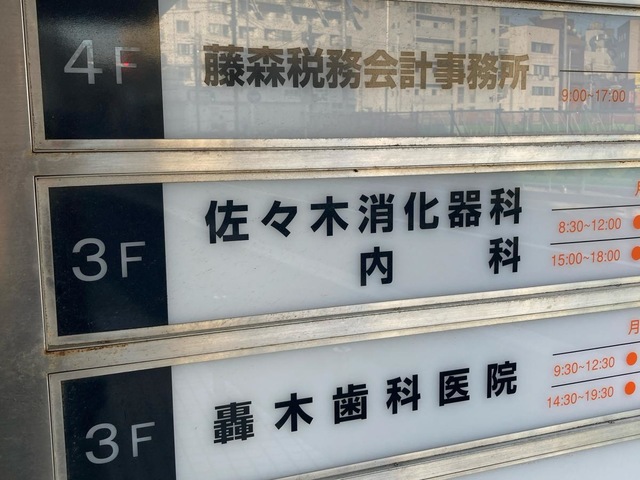 4F 藤森税務会計事務所 9:00~17:00
3F 佐々木消化器科 内科
月
8:30~12:00 ●
15:00~18:00 ●
3F 轟木歯科医院
月
9:30~12:30 ●
14:30~19:30 ●